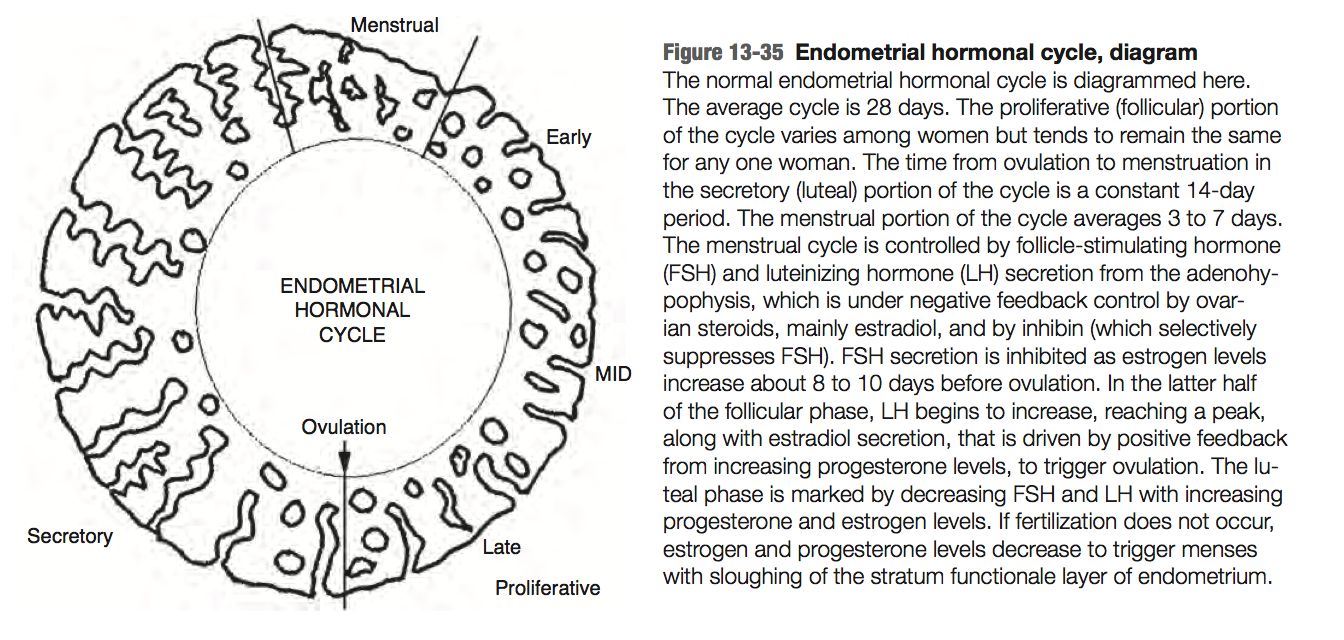 Menstrual
Early
MID
Late
Proliferative
Secretory
Ovulation
ENDOMETRIAL
HORMONAL
CYCLE
Figure 13-35 Endometrial hormonal cycle, diagram
The normal endometrial hormonal cycle is diagrammed here.
The average cycle is 28 days. The proliferative (follicular) portion
of the cycle varies among women but tends to remain the same
for any one woman. The time from ovulation to menstruation in
the secretory (luteal) portion of the cycle is a constant 14-day
period. The menstrual portion of the cycle averages 3 to 7 days.
The menstrual cycle is controlled by follicle-stimulating hormone
(FSH) and luteinizing hormone (LH) secretion from the adenohy-
pophysis, which is under negative feedback control by ovar-
ian steroids, mainly estradiol, and by inhibin (which selectively
suppresses FSH). FSH secretion is inhibited as estrogen levels
increase about 8 to 10 days before ovulation. In the latter half
of the follicular phase, LH begins to increase, reaching a peak,
along with estradiol secretion, that is driven by positive feedback
from increasing progesterone levels, to trigger ovulation. The lu-
teal phase is marked by decreasing FSH and LH with increasing
progesterone and estrogen levels. If fertilization does not occur,
estrogen and progesterone levels decrease to trigger menses
with sloughing of the stratum functionale layer of endometrium.